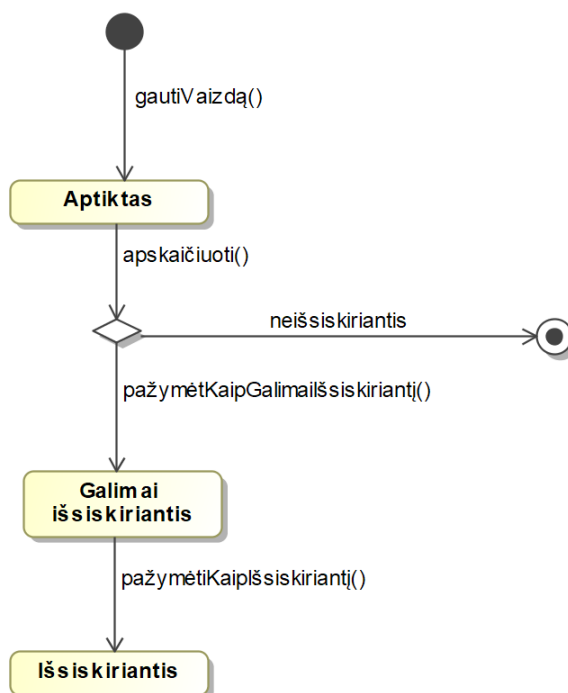 gautiVaizdą()
Aptiktas
apskaičiuoti()
neišsiskiriantis
pažymėtKaipGalimaiIšsiskiriantį()
Galimai
išsiskiriantis
pažymėtiKaipIšsiskiriantį()
Išsiskiriantis